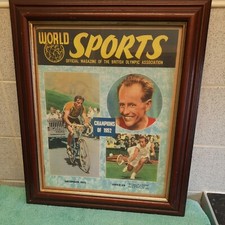 WORLD
SPORTS
OFFICIAL MAGAZINE OF THE BRITISH OLYMPIC ASSOCIATION
CHAMPIONS
OF 1952